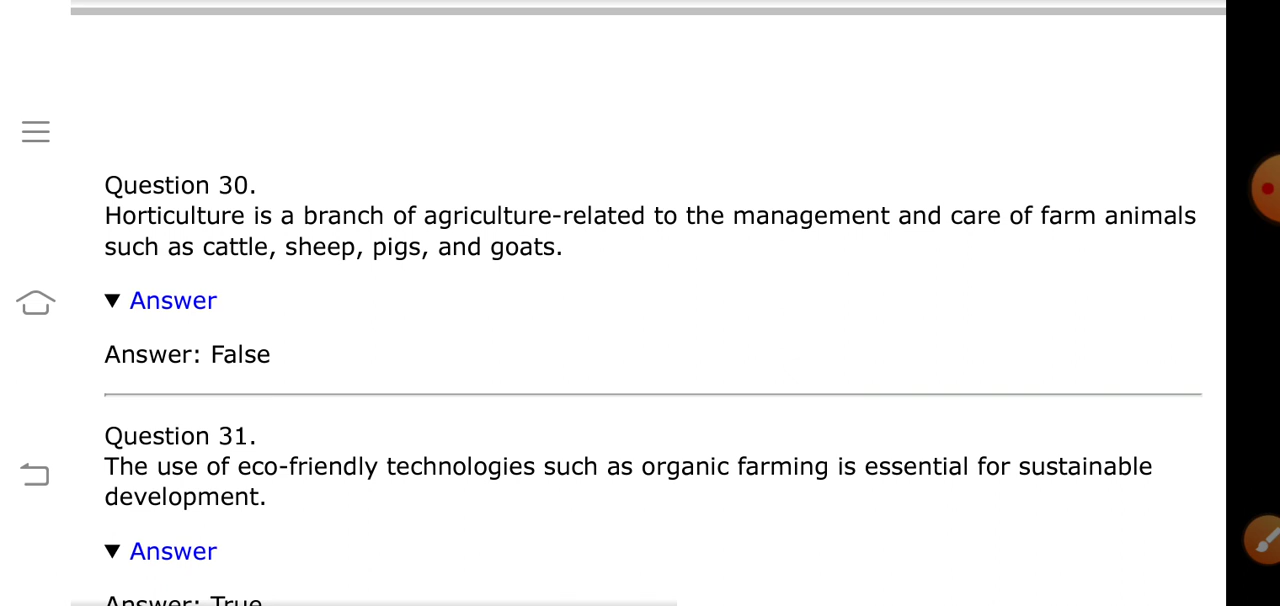 Question 30.
Horticulture is a branch of agriculture-related to the management and care of farm animals
such as cattle, sheep, pigs, and goats.
▼ Answer
Answer: False
Question 31.
The use of eco-friendly technologies such as organic farming is essential for sustainable
development.
▼ Answer
Answer: True